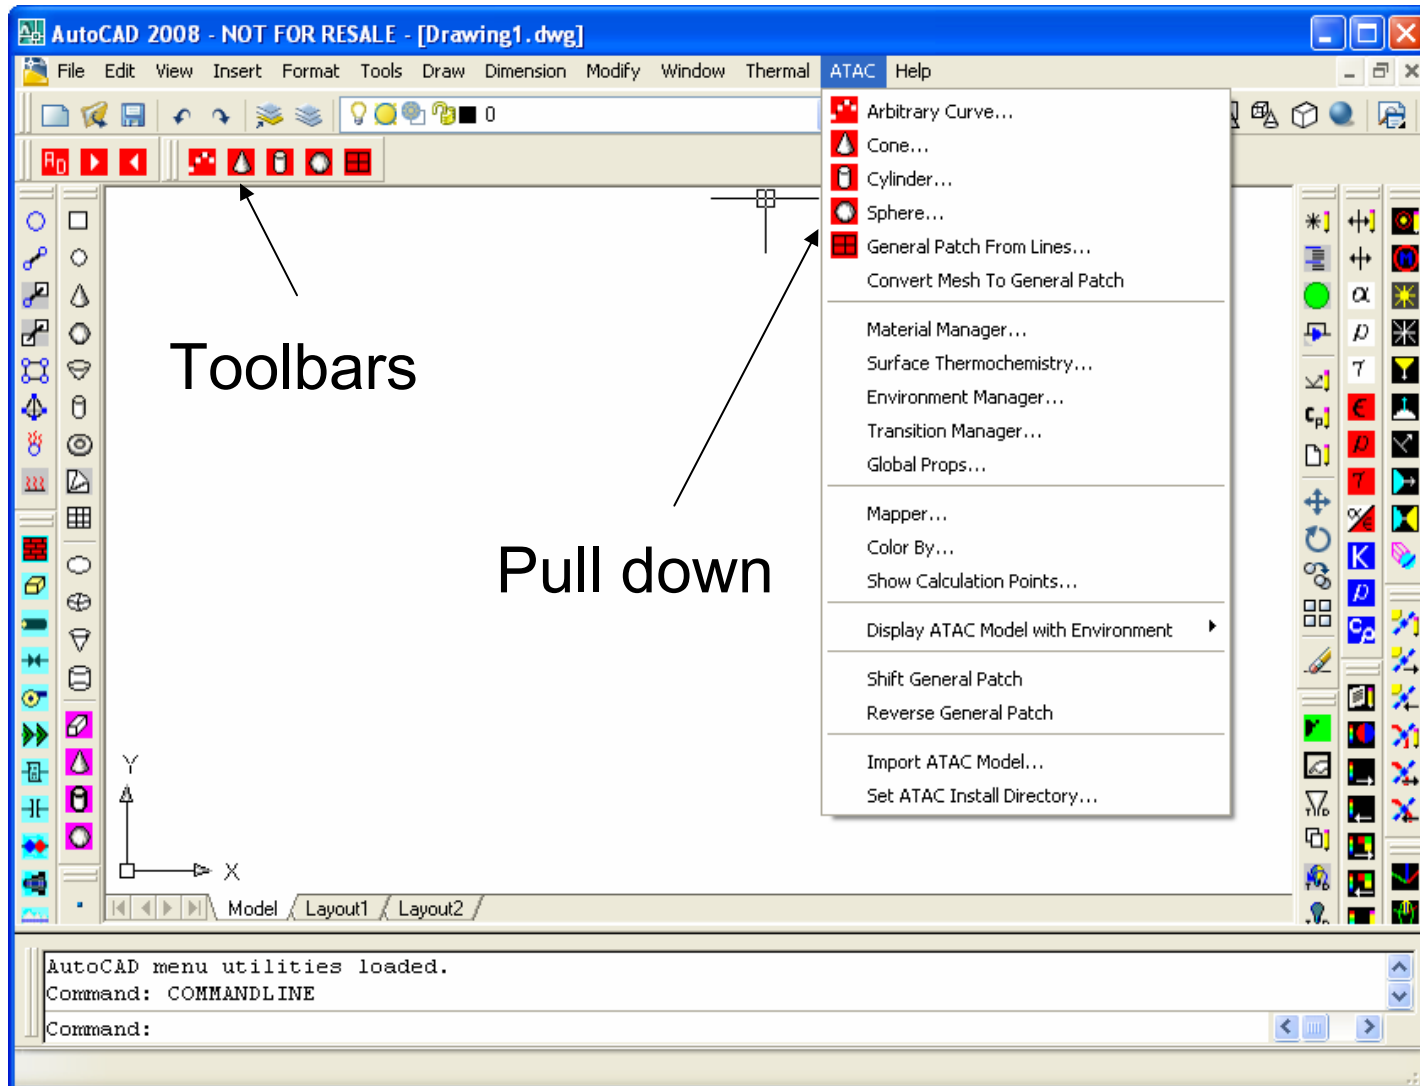 AutoCAD 2008 - NOT FOR RESALE - [Drawing1.dwg]
File Edit View Insert Format Tools Draw Dimension Modify Window Thermal ATAC Help
0
Arbitrary Curve...
Cone...
Cylinder...
Sphere...
General Patch From Lines...
Convert Mesh To General Patch
Material Manager...
Surface Thermochemistry...
Environment Manager...
Transition Manager...
Global Props...
Mapper...
Color By...
Show Calculation Points...
Display ATAC Model with Environment
Shift General Patch
Reverse General Patch
Import ATAC Model...
Set ATAC Install Directory...
Toolbars
Pull down
Y
X
Model Layout1 Layout2
AutoCAD menu utilities loaded.
Command: COMMANDLINE
Command: